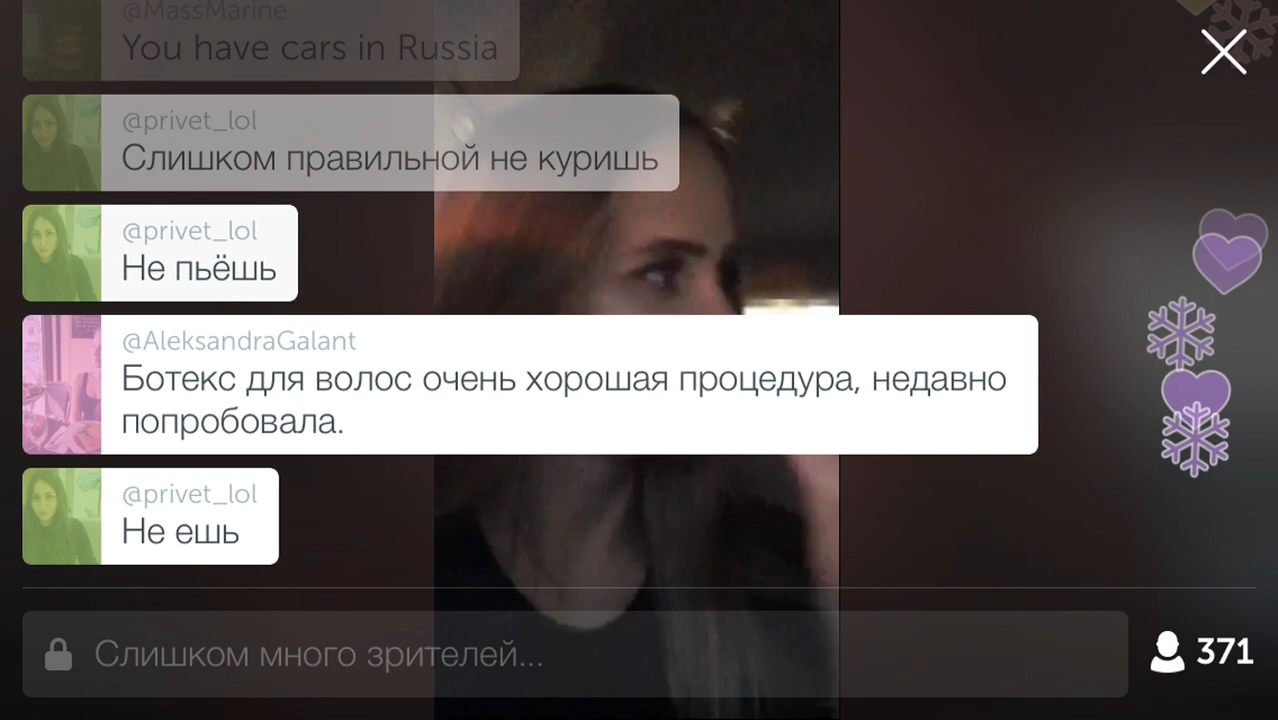 @MassMarine
You have cars in Russia
@privet_lol
Слишком правильной не куришь
@privet_lol
Не пьёшь
@AleksandraGalant
Ботекс для волос очень хорошая процедура, недавно
попробовала.
@privet_lol
Не ешь
Слишком много зрителей...
371